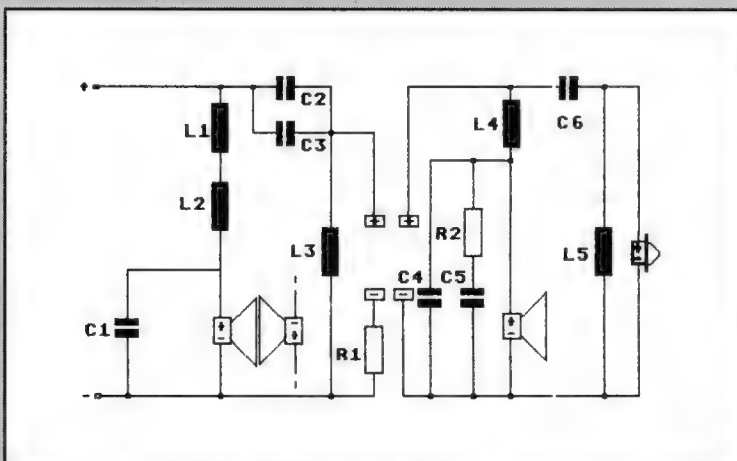 +
C2
L1
L4
C6
C3
L2
+ +
R2
L3
L5
+
-
C4 C5
- -
C1
+
-
-
+
+
-
R1
-